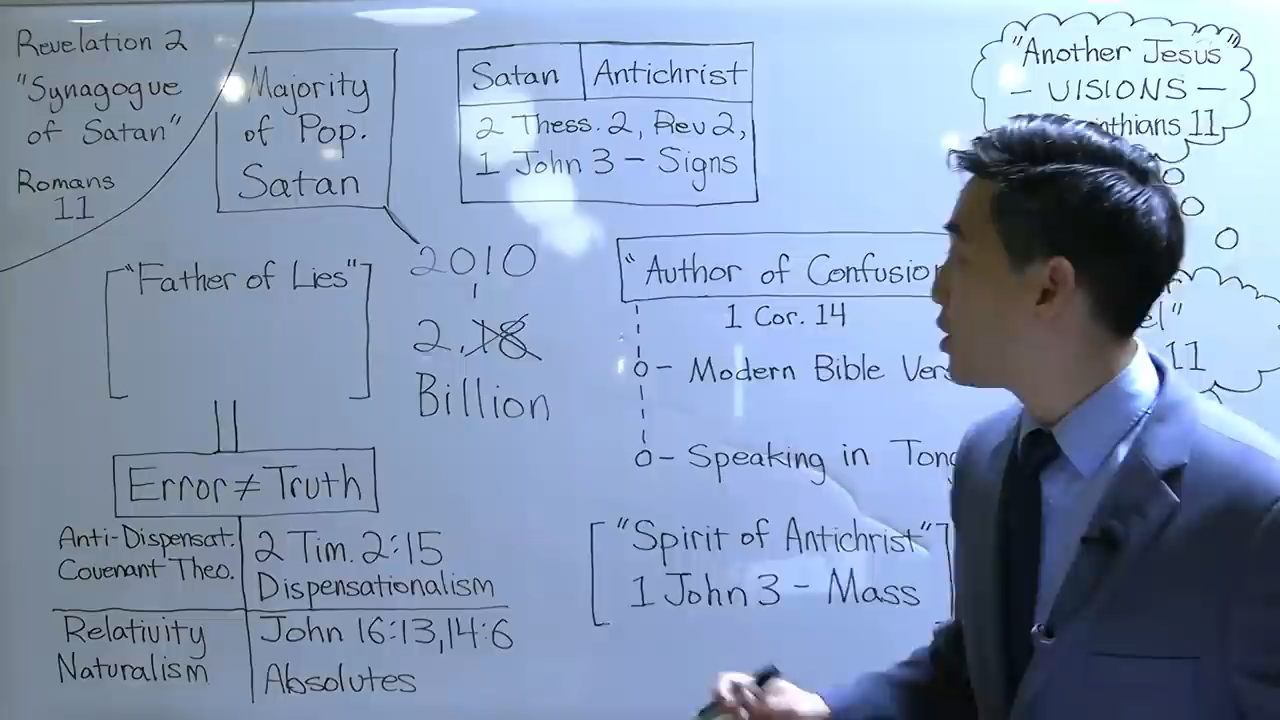 Revelation 2
"Synagogue
of Satan"
Romans
11
Majority
of Pop.
Satan
Satan Antichrist
2 Thess. 2, Rev 2,
1 John 3 - Signs
"Another Jesus"
- VISIONS -
11
"Father of Lies"
2010
2.18
Billion
"Author of Confusion
1 Cor. 14
o- Modern Bible
o- Speaking in
11
Error ≠ Truth
Anti-Dispensat.
Covenant Theo.
2 Tim. 2:15
Dispensationalism
Relativity
Naturalism
John 16:13,14:6
Absolutes
"Spirit of Antichrist"
1 John 3 - Mass